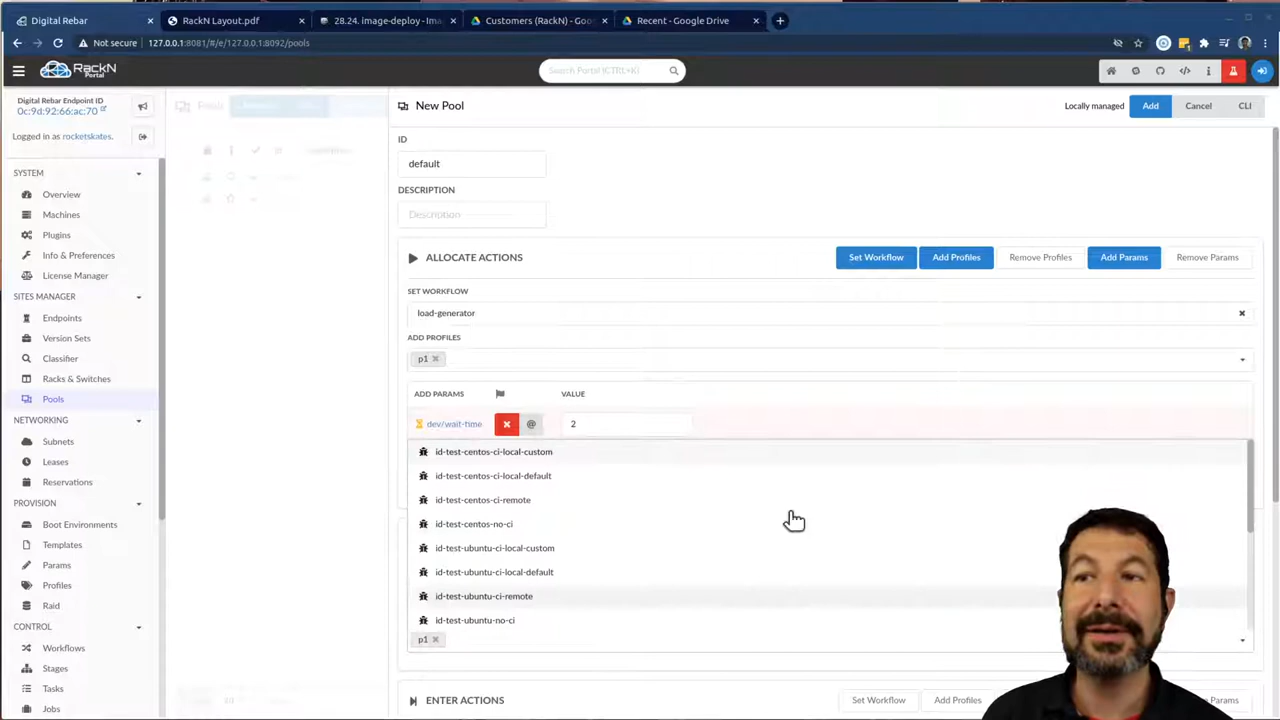 Digital Rebar
RackN Layout.pdf
28.24. image-deploy - Ima
Customers (RackN) - Goo
Recent - Google Drive
Not secure
127.0.0.1:8081/#/e/127.0.0.1:8092/pools
RackN
Portal
Search Portal (CTRL+K)
Digital Rebar Endpoint ID
0c:9d:92:66:ac:70
Logged in as rocketskates.
SYSTEM
Overview
Machines
Plugins
Info & Preferences
License Manager
SITES MANAGER
Endpoints
Version Sets
Classifier
Racks & Switches
Pools
NETWORKING
Subnets
Leases
Reservations
PROVISION
Boot Environments
Templates
Params
Profiles
Raid
CONTROL
Workflows
Stages
Tasks
Jobs
Pools
New Pool
Locally managed
Add
Cancel
CLI
ID
default
DESCRIPTION
Description
ALLOCATE ACTIONS
Set Workflow
Add Profiles
Remove Profiles
Add Params
Remove Params
SET WORKFLOW
load-generator
ADD PROFILES
p1
ADD PARAMS
VALUE
dev/wait-time
@
2
id-test-centos-ci-local-custom
id-test-centos-ci-local-default
id-test-centos-ci-remote
id-test-centos-no-ci
id-test-ubuntu-ci-local-custom
id-test-ubuntu-ci-local-default
id-test-ubuntu-ci-remote
id-test-ubuntu-no-ci
p1
ENTER ACTIONS
Set Workflow
Add Profiles
Params